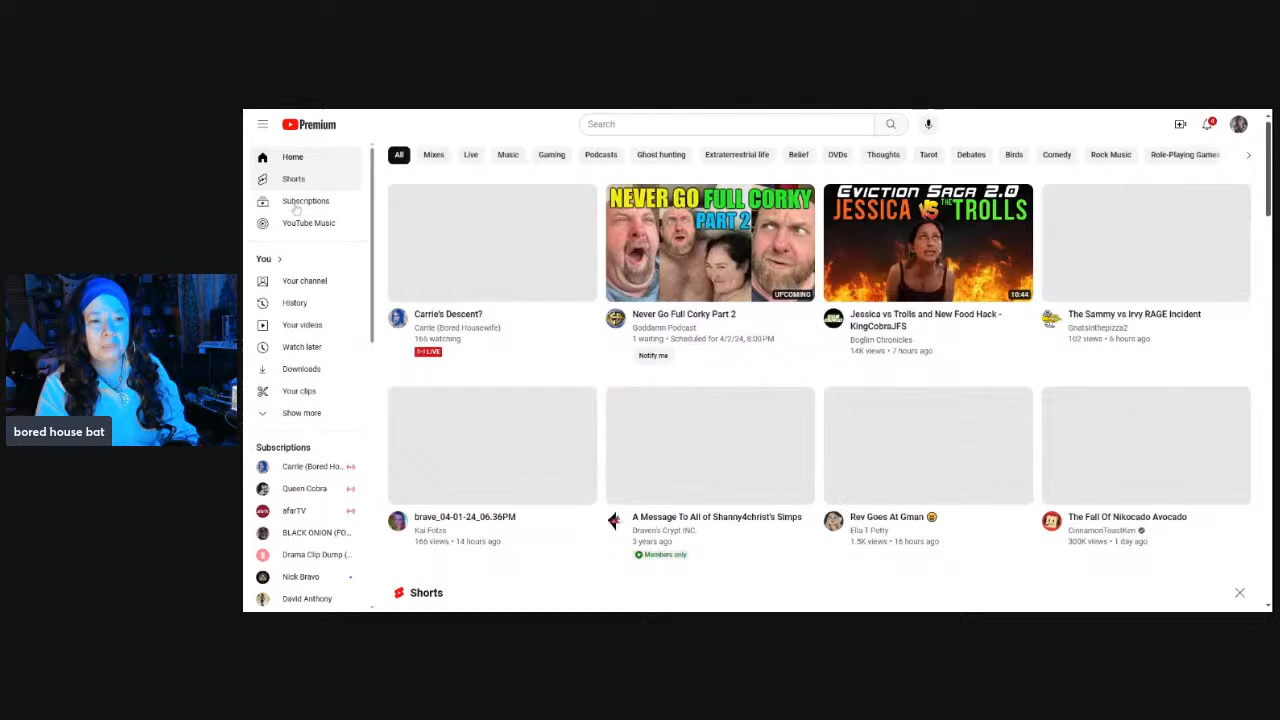 Premium
Search
4
Home
Shorts
Subscriptions
YouTube Music
You
Your channel
History
Your videos
Watch later
Downloads
Your clips
Show more
Subscriptions
Carrie (Bored Ho...
Queen Cobra
afarTV
BLACK ONION (FO...
Drama Clip Dump (...
Nick Bravo
David Anthony
All Mixes Live Music Gaming Podcasts Ghost hunting Extraterrestrial life Belief DVDs Thoughts Tarot Debates Birds Comedy Rock Music Role-Playing Games
NEVER GO FULL CORKY
PART 2
UPCOMING
EVICTION SAGA 2.0
JESSICA VS THE TROLLS
10:44
Carrie's Descent?
Carrie (Bored Housewife)
166 watching
LIVE
Never Go Full Corky Part 2
Goddamn Podcast
1 waiting • Scheduled for 4/2/24, 8:00 PM
Notify me
Jessica vs Trolls and New Food Hack -
KingCobraJFS
Boglim Chronicles
14K views • 7 hours ago
The Sammy vs Irvy RAGE Incident
Gnatsinthepizza2
102 views • 6 hours ago
brave_04-01-24_06.36PM
Kai Fotze
166 views • 14 hours ago
A Message To All of Shanny4christ's Simps
Draven's Crypt INC.
3 years ago
Members only
Rev Goes At Gman 😆
Ella T Petty
1.5K views • 16 hours ago
The Fall Of Nikocado Avocado
CinnamonToastKen
300K views • 1 day ago
Shorts
bored house bat